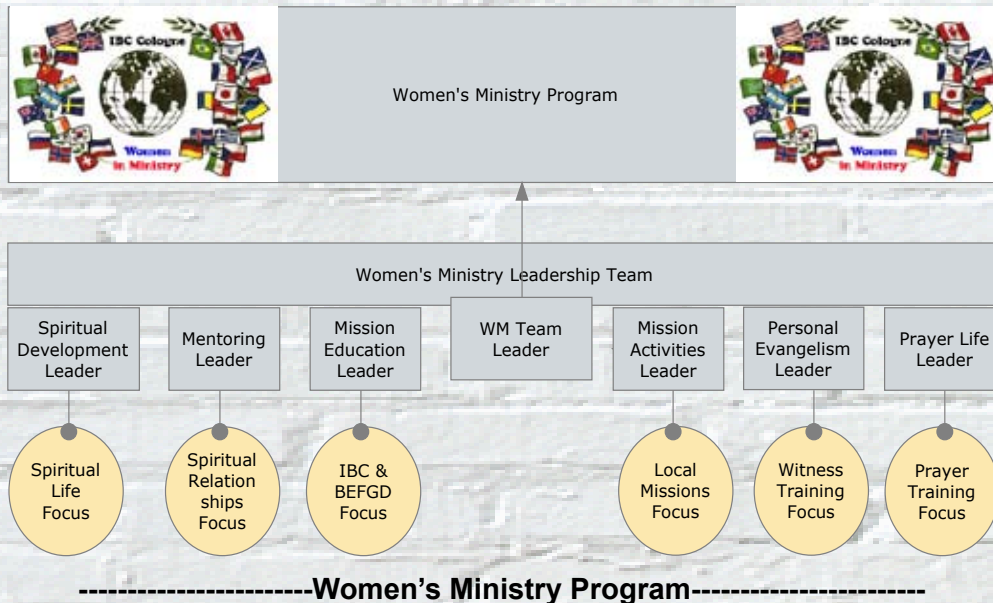 IBC Cologne
Women
in Ministry
Women's Ministry Program
IBC Cologne
Women
in Ministry
Women's Ministry Leadership Team
Spiritual
Development
Leader
Mentoring
Leader
Mission
Education
Leader
WM Team
Leader
Mission
Activities
Leader
Personal
Evangelism
Leader
Prayer Life
Leader
Spiritual
Life
Focus
Spiritual
Relation
ships
Focus
IBC &
BEFGD
Focus
Local
Missions
Focus
Witness
Training
Focus
Prayer
Training
Focus
-----------------------Women’s Ministry Program-----------------------